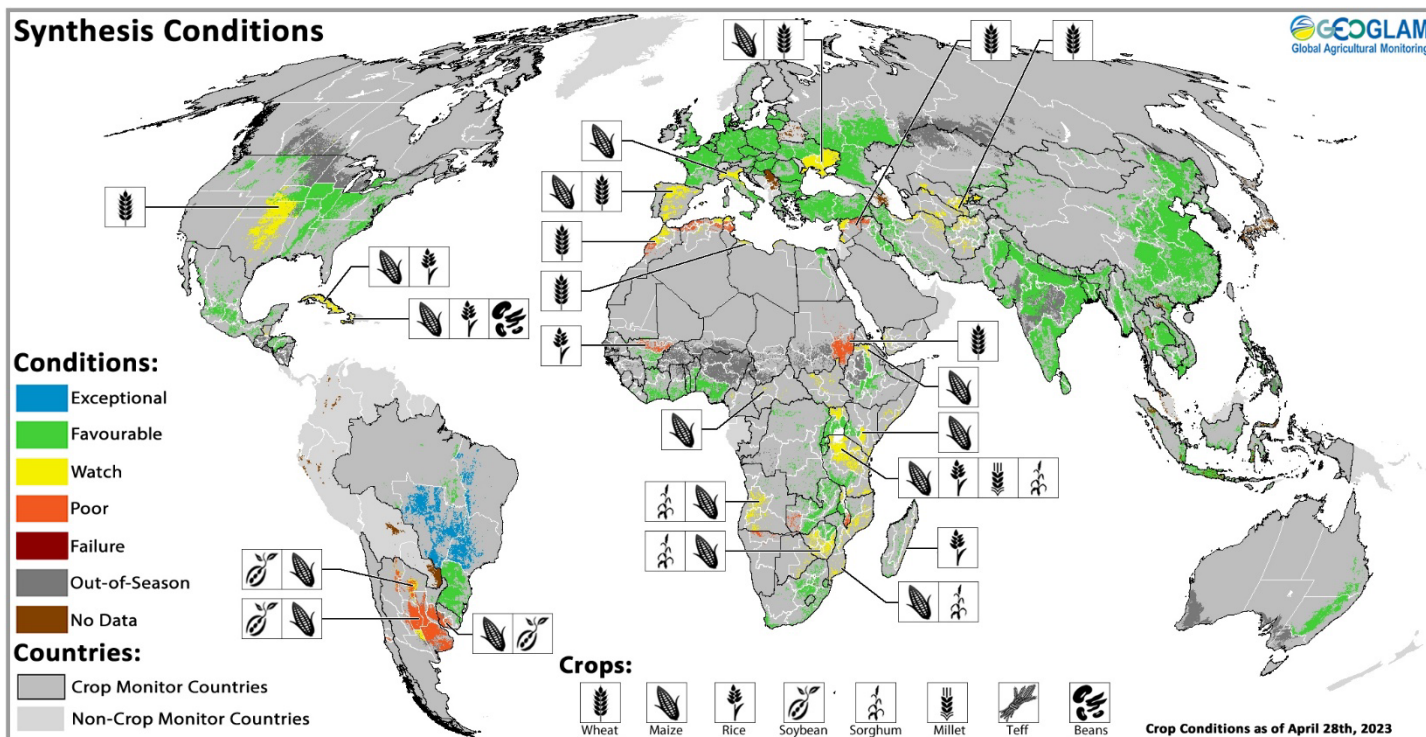 Synthesis Conditions
GEOGLAM
Global Agricultural Monitoring
Conditions:
Exceptional
Favourable
Watch
Poor
Failure
Out-of-Season
No Data
Countries:
Crop Monitor Countries
Non-Crop Monitor Countries
Crops:
Wheat
Maize
Rice
Soybean
Sorghum
Millet
Teff
Beans
Crop Conditions as of April 28th, 2023